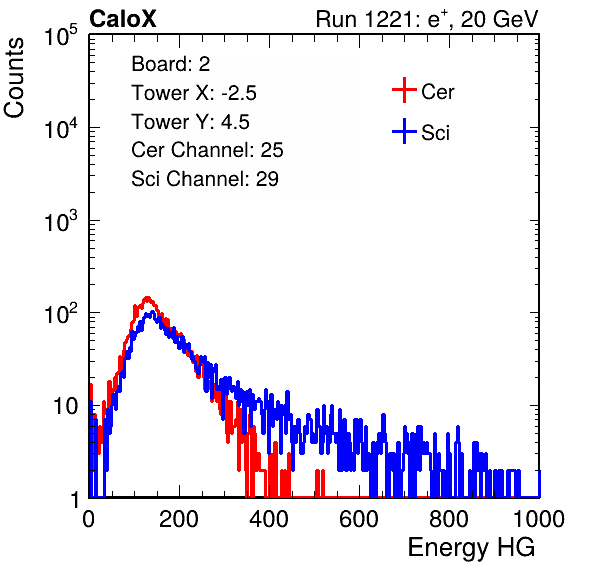 CaloX
Run 1221: e+, 20 GeV
Counts
10^5
10^4
10^3
10^2
10
1
Board: 2
Tower X: -2.5
Tower Y: 4.5
Cer Channel: 25
Sci Channel: 29
Cer
Sci
0 200 400 600 800 1000
Energy HG